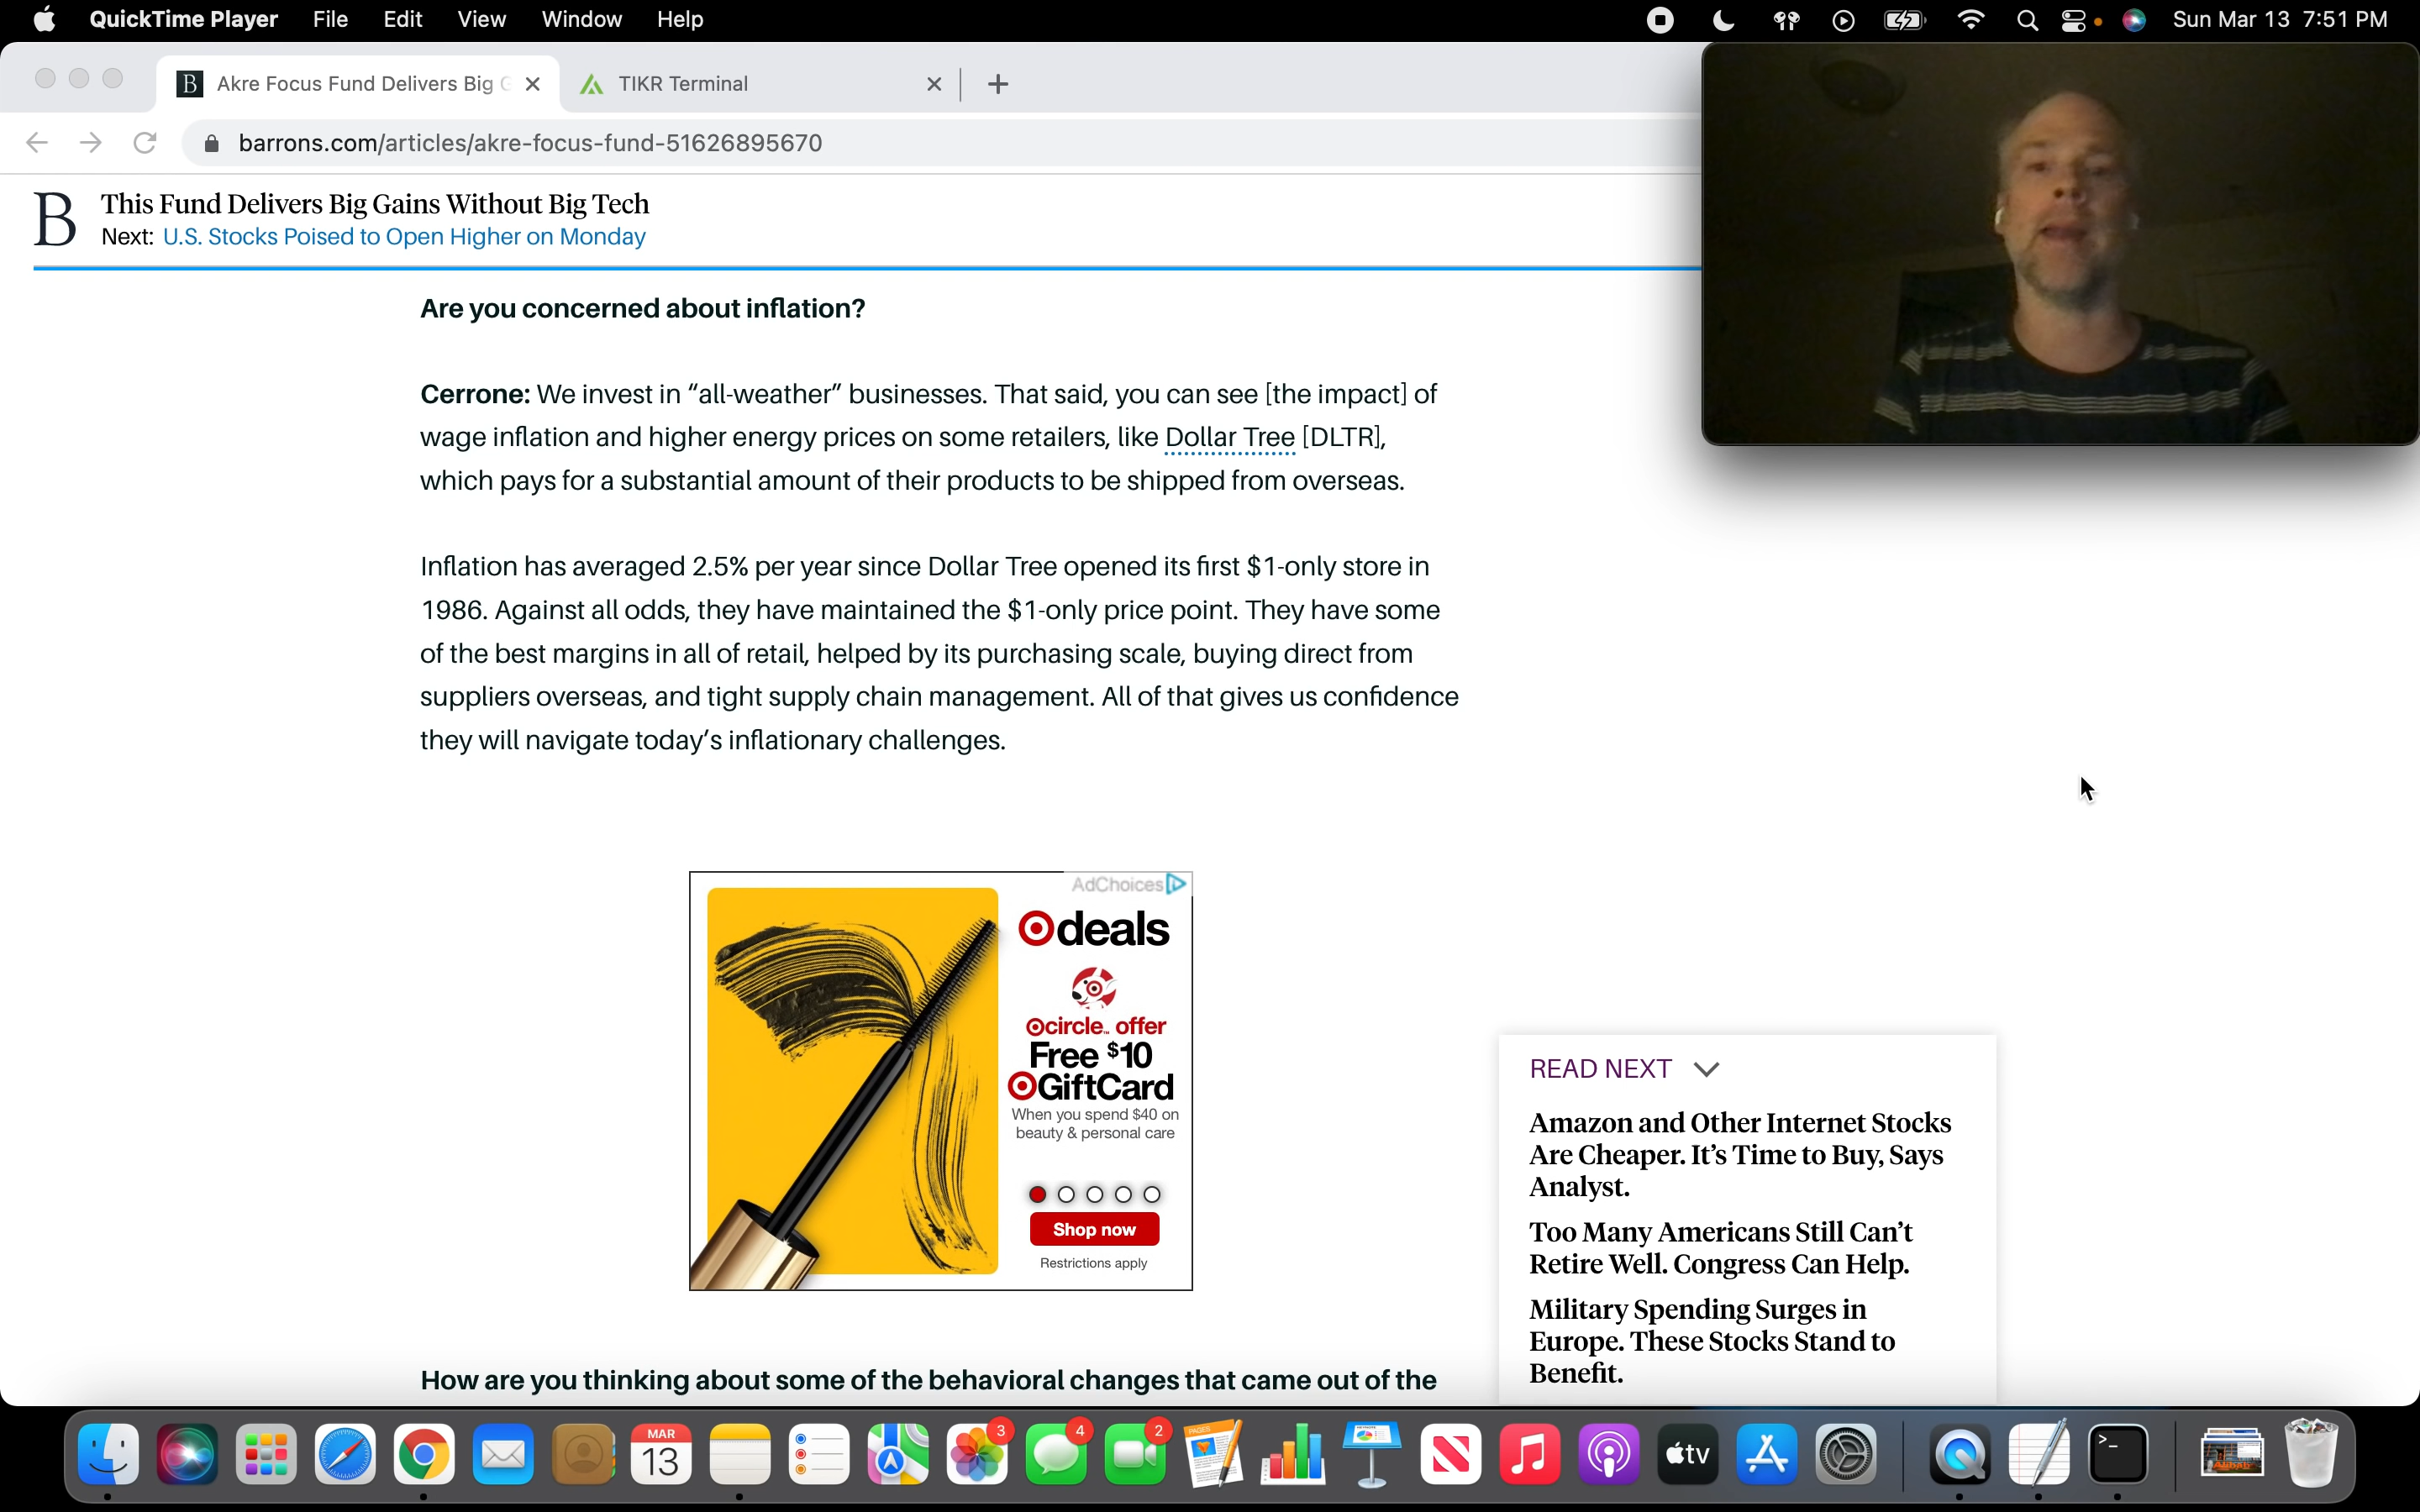 QuickTime Player File Edit View Window Help Sun Mar 13 7:51 PM
B Akre Focus Fund Delivers Big G TIKR Terminal
barrons.com/articles/akre-focus-fund-51626895670
B This Fund Delivers Big Gains Without Big Tech
Next: U.S. Stocks Poised to Open Higher on Monday
Are you concerned about inflation?
Cerrone: We invest in “all-weather” businesses. That said, you can see [the impact] of
wage inflation and higher energy prices on some retailers, like Dollar Tree [DLTR],
which pays for a substantial amount of their products to be shipped from overseas.
Inflation has averaged 2.5% per year since Dollar Tree opened its first $1-only store in
1986. Against all odds, they have maintained the $1-only price point. They have some
of the best margins in all of retail, helped by its purchasing scale, buying direct from
suppliers overseas, and tight supply chain management. All of that gives us confidence
they will navigate today’s inflationary challenges.
AdChoices
deals
circle™ offer
Free $10
GiftCard
When you spend $40 on
beauty & personal care
Shop now
Restrictions apply
READ NEXT
Amazon and Other Internet Stocks
Are Cheaper. It’s Time to Buy, Says
Analyst.
Too Many Americans Still Can’t
Retire Well. Congress Can Help.
Military Spending Surges in
Europe. These Stocks Stand to
Benefit.
How are you thinking about some of the behavioral changes that came out of the
MAR
13
3
4
2
PAGES
tv
>_